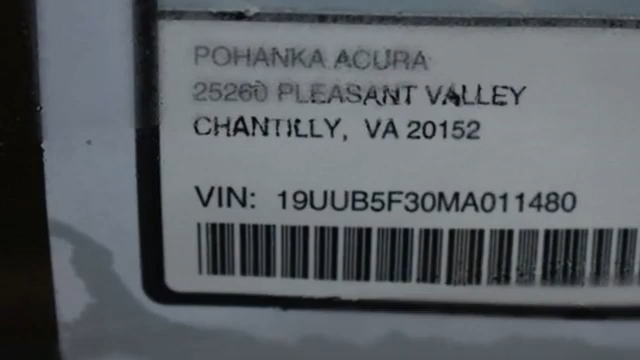 POHANKA ACURA
25260 PLEASANT VALLEY
CHANTILLY, VA 20152
VIN: 19UUB5F30MA011480